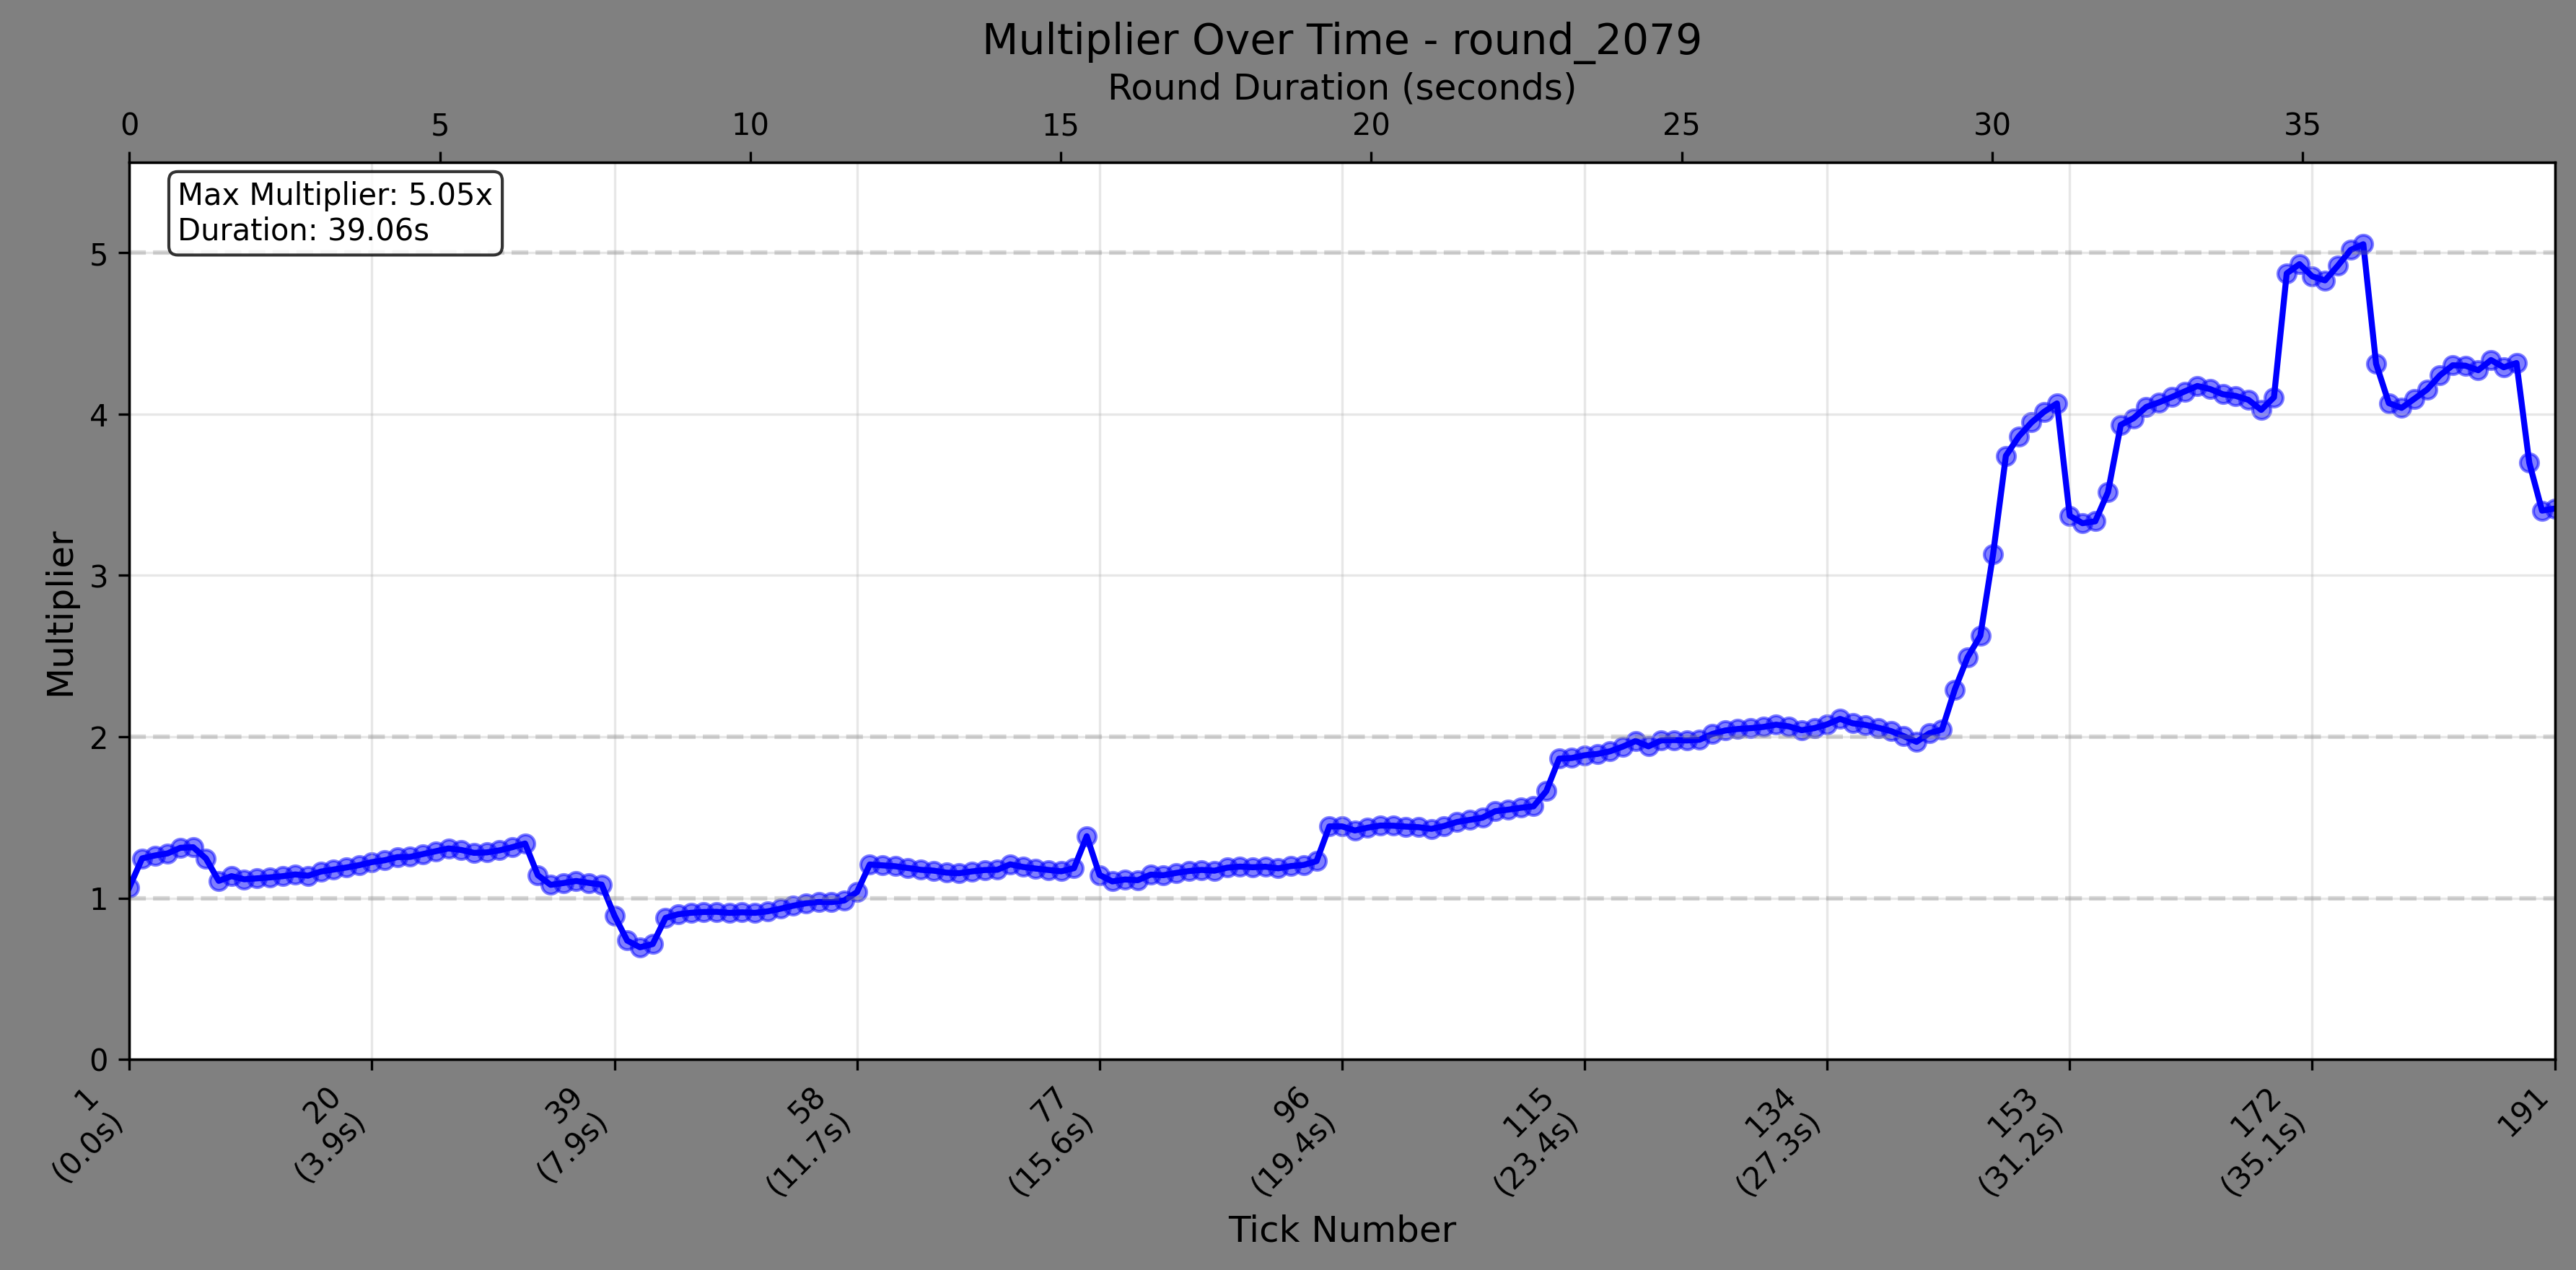 Multiplier Over Time - round_2079
Round Duration (seconds)
0 5 10 15 20 25 30 35
Max Multiplier: 5.05x
Duration: 39.06s
5
4
3
2
1
0
Multiplier
1
(0.0s)
20
(3.9s)
39
(7.9s)
58
(11.7s)
77
(15.6s)
96
(19.4s)
115
(23.4s)
134
(27.3s)
153
(31.2s)
172
(35.1s)
191
Tick Number